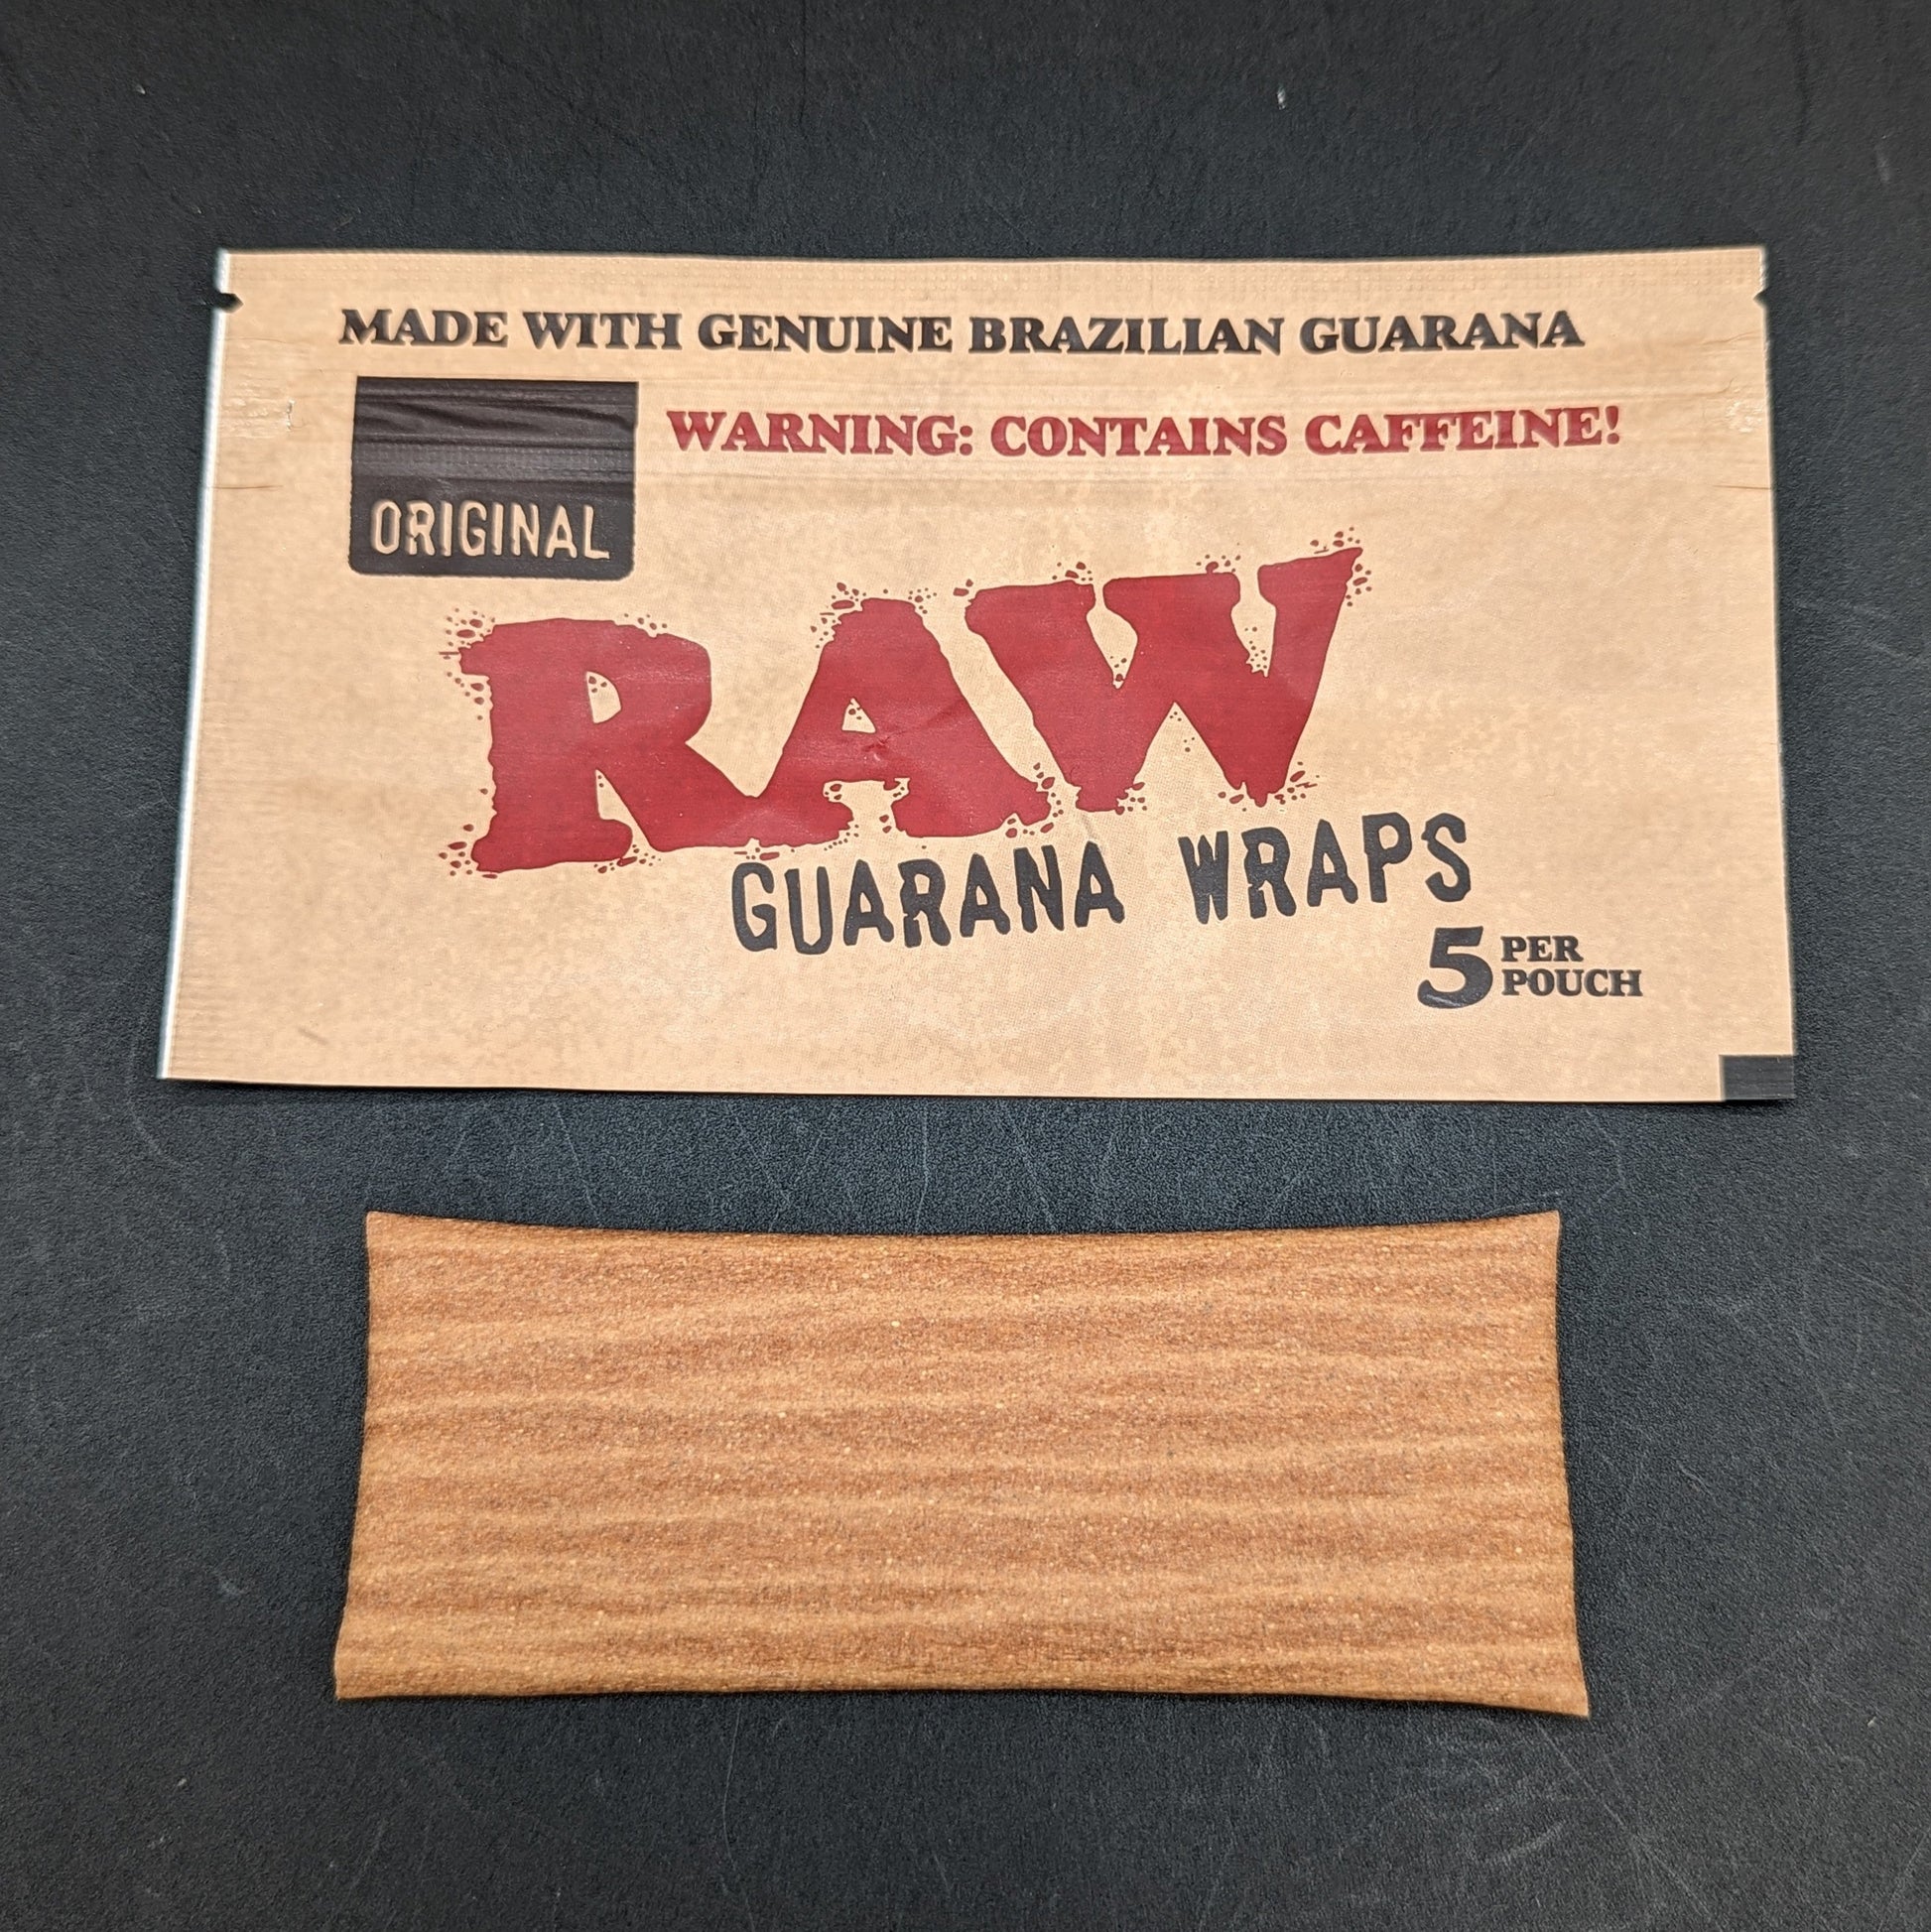 MADE WITH GENUINE BRAZILIAN GUARANA
WARNING: CONTAINS CAFFEINE!
ORIGINAL
RAW
GUARANA WRAPS
5 PER
POUCH